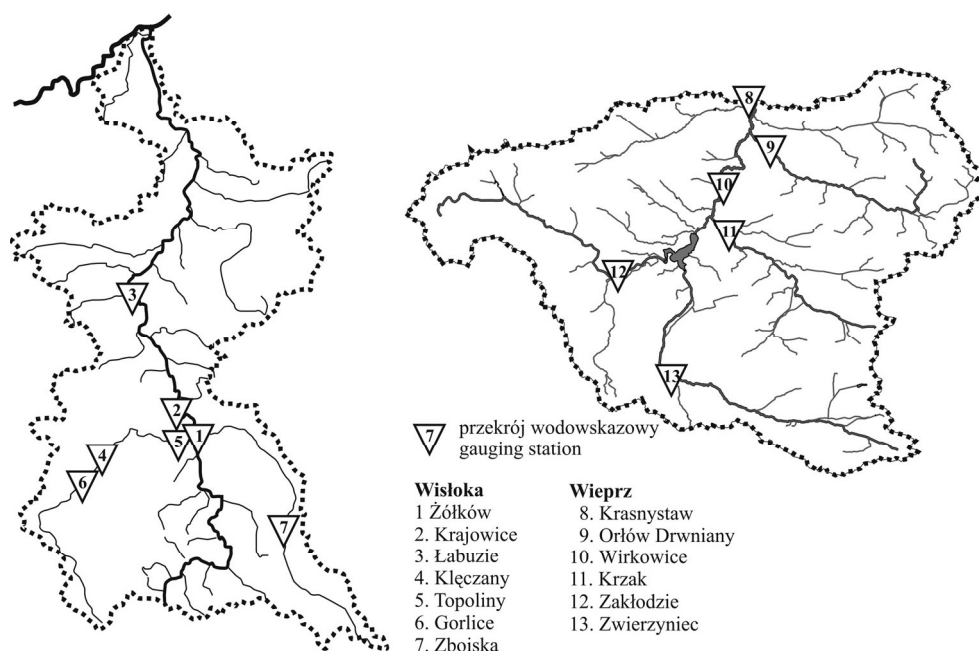 8
9
10
11
12
13
3
2
1
5
4
6
7
7 przekrój wodowskazowy
gauging station
Wisłoka
1 Żółków
2. Krajowice
3. Łabuzie
4. Klęczany
5. Topoliny
6. Gorlice
7. Zboiska
Wieprz
8. Krasnystaw
9. Orłów Drwniany
10. Wirkowice
11. Krzak
12. Zakłodzie
13. Zwierzyniec